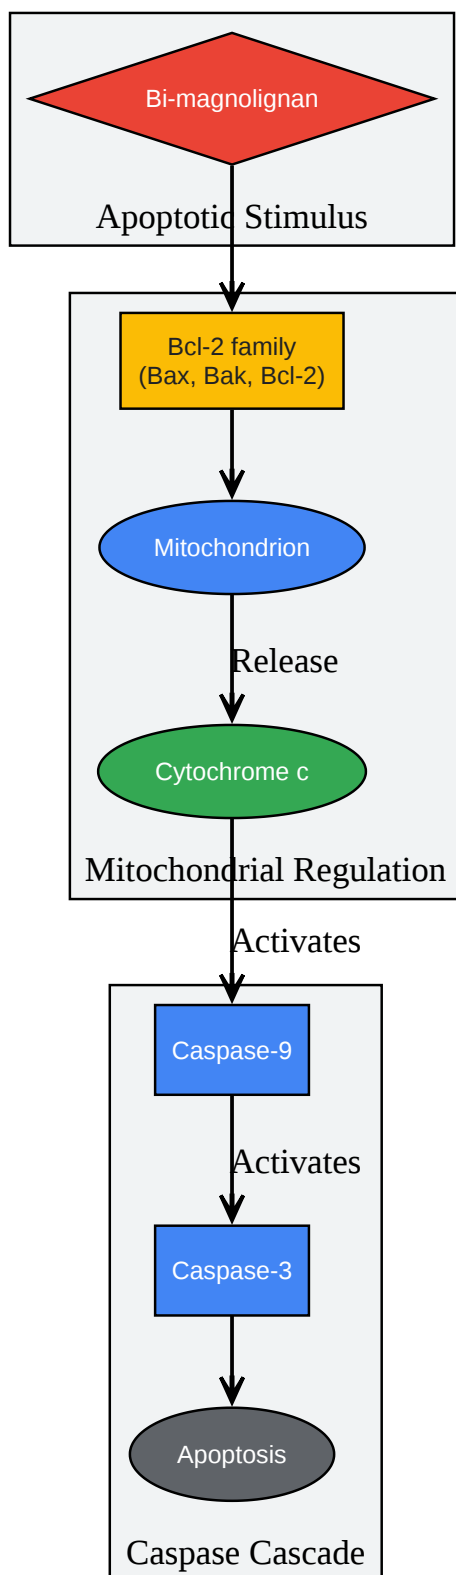 Bi-magnolignan
Apoptotic Stimulus
Bcl-2 family
(Bax, Bak, Bcl-2)
Mitochondrion
Release
Cytochrome c
Mitochondrial Regulation
Activates
Caspase-9
Activates
Caspase-3
Apoptosis
Caspase Cascade